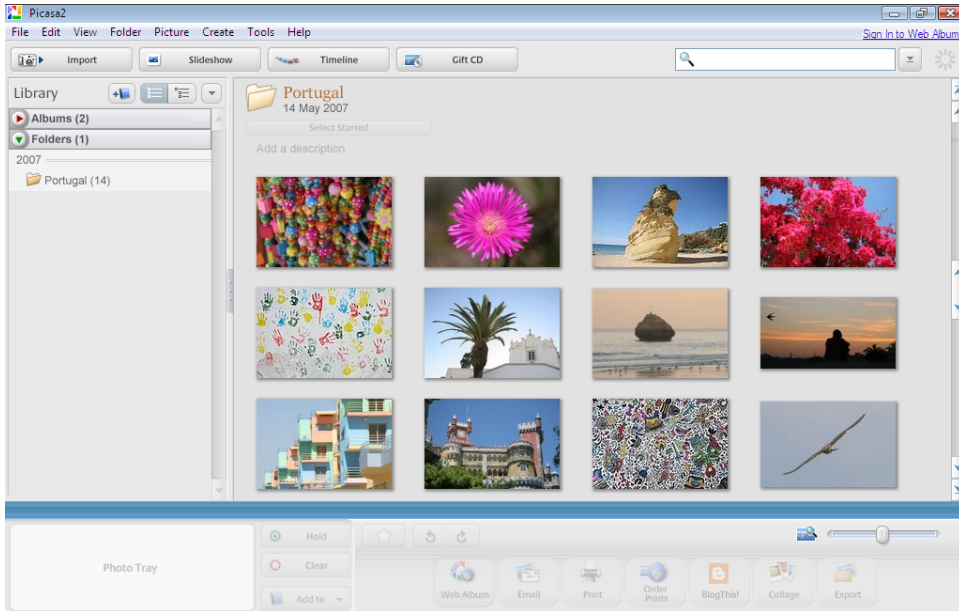 Picasa2
File Edit View Folder Picture Create Tools Help
Sign In to Web Album
Import Slideshow Timeline Gift CD
Library
Albums (2)
Folders (1)
2007
Portugal (14)
Portugal
14 May 2007
Select Starred
Add a description
Photo Tray
Hold
Clear
Add to
Web Album Email Print Order Prints BlogThis! Collage Export